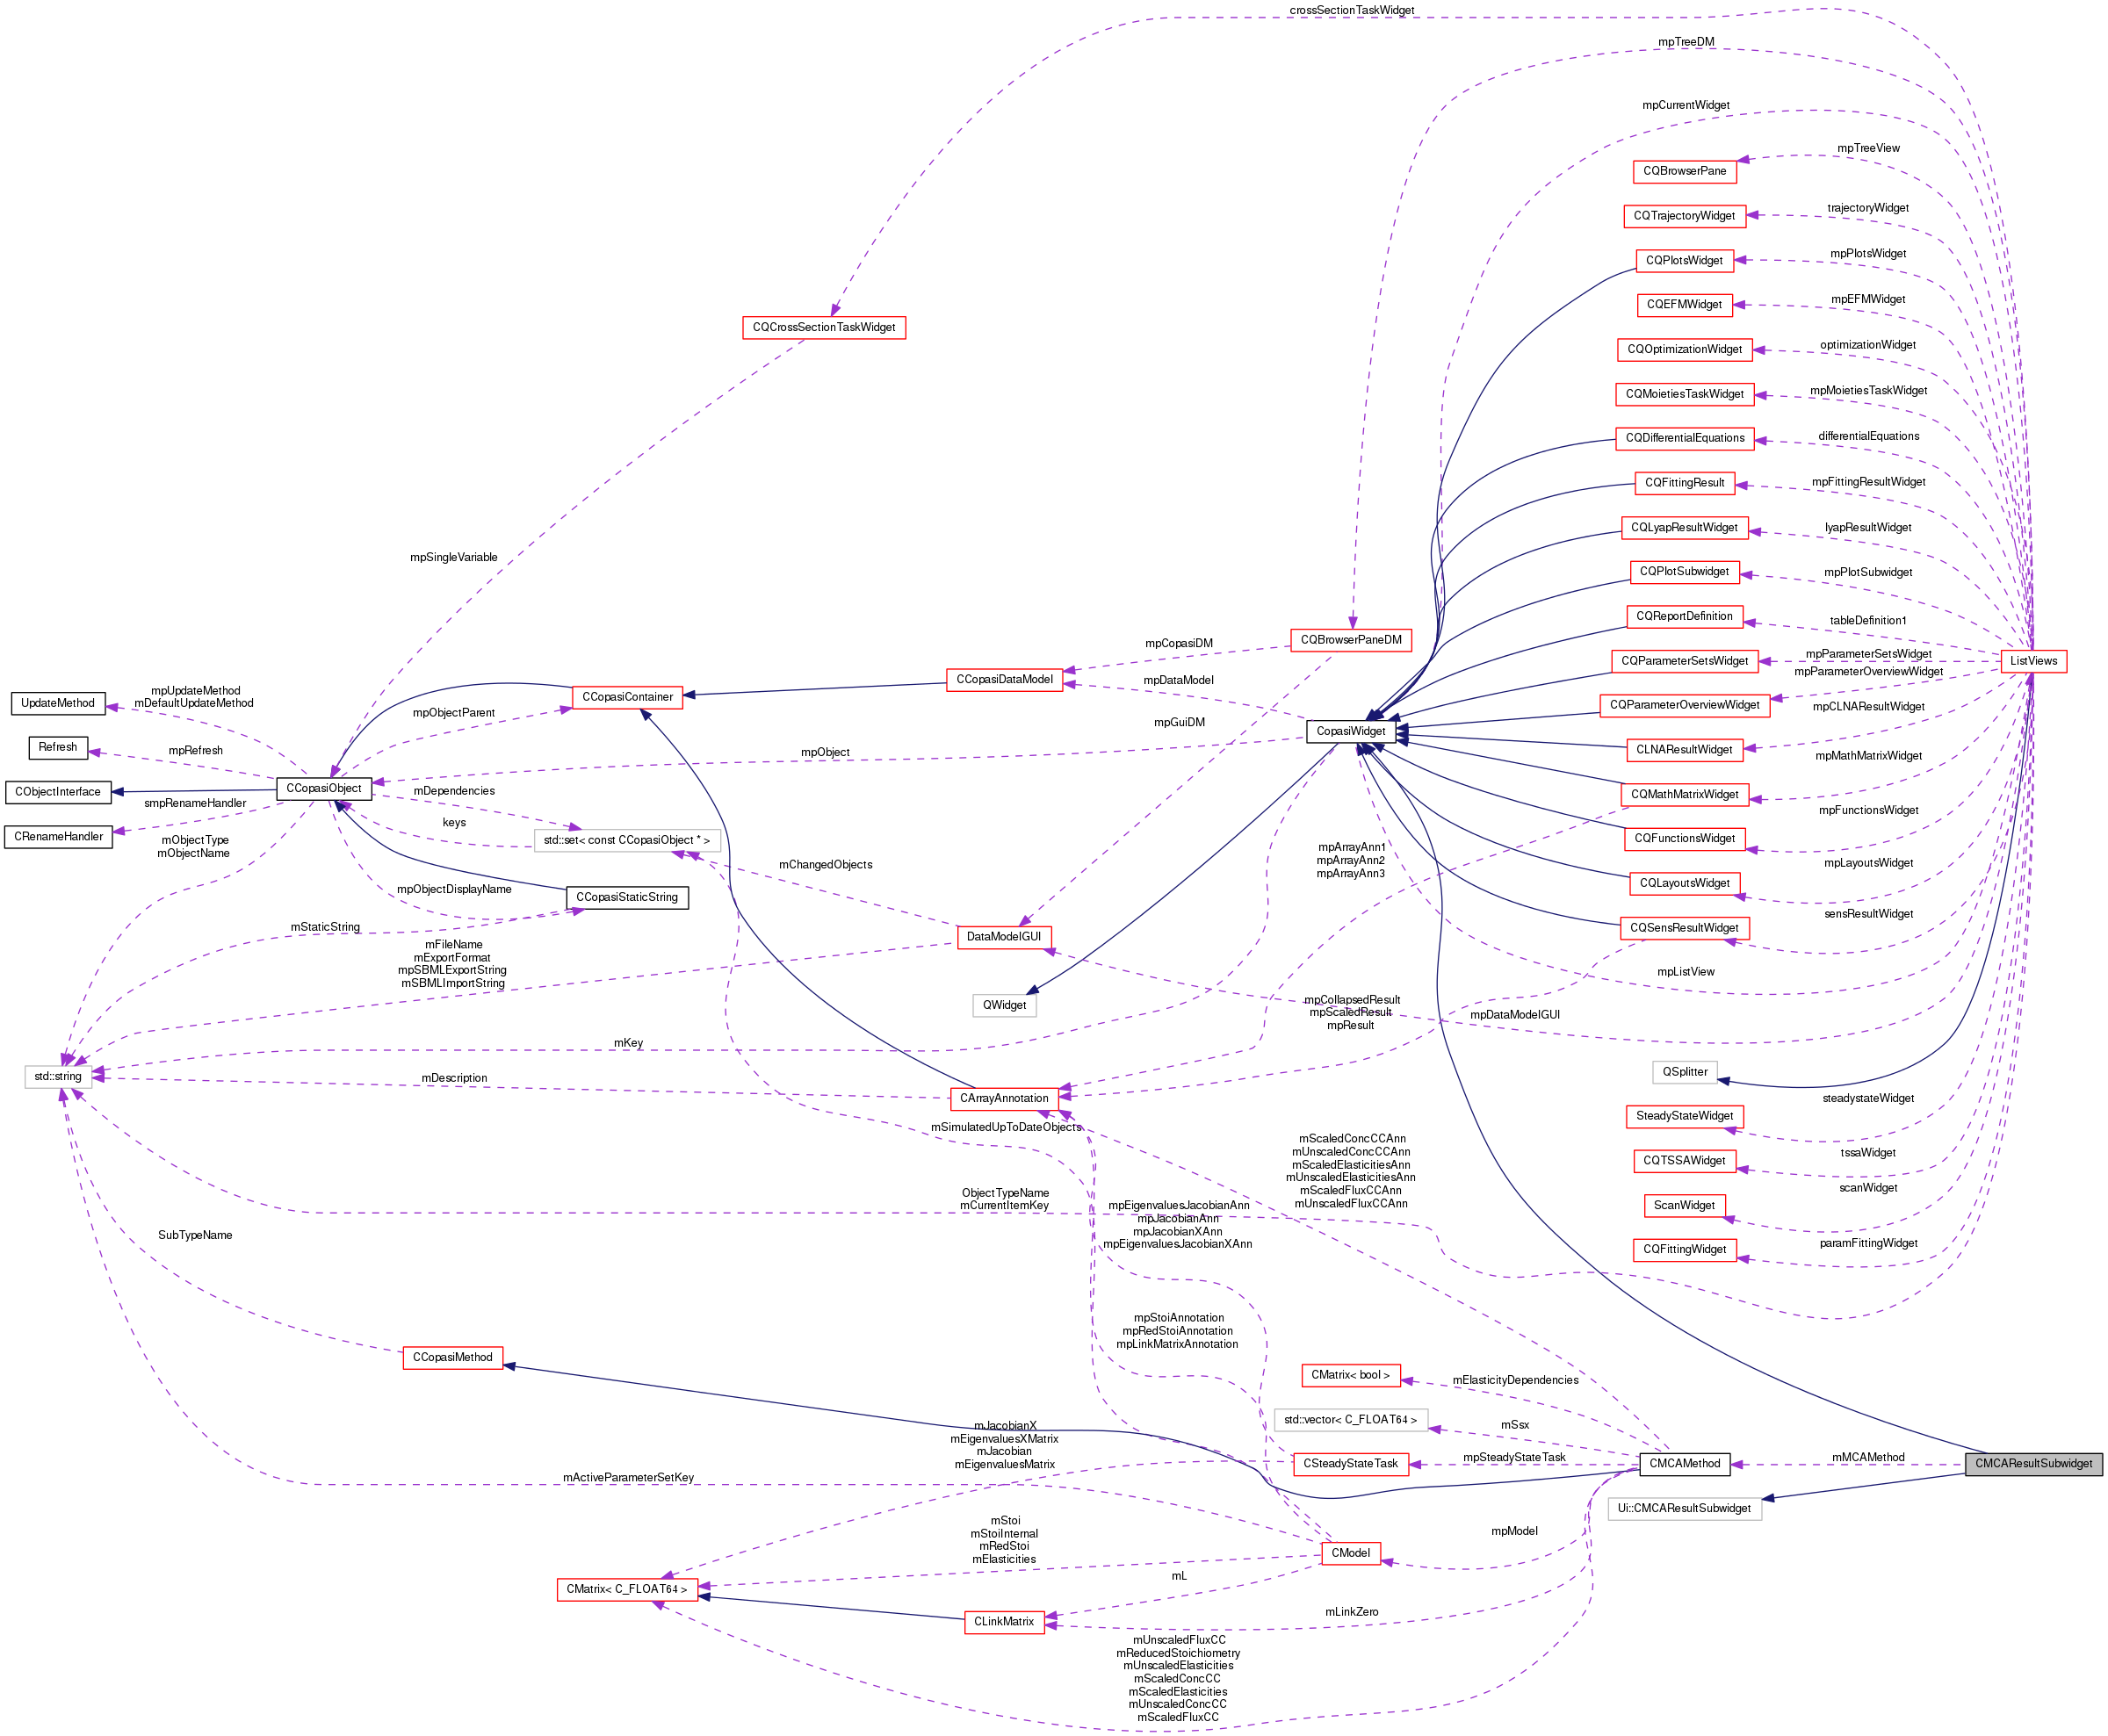 crossSectionTaskWidget
mpTreeDM
mpCurrentWidget
mpTreeView
CQBrowserPane
trajectoryWidget
CQTrajectoryWidget
mpPlotsWidget
CQPlotsWidget
mpEFMWidget
CQEFMWidget
CQCrossSectionTaskWidget
optimizationWidget
CQOptimizationWidget
mpMoietiesTaskWidget
CQMoietiesTaskWidget
differentialEquations
CQDifferentialEquations
mpFittingResultWidget
CQFittingResult
lyapResultWidget
CQLyapResultWidget
mpSingleVariable
mpPlotSubwidget
CQPlotSubwidget
tableDefinition1
CQReportDefinition
CQBrowserPaneDM
mpCopasiDM
mpParameterSetsWidget
CQParameterSetsWidget
ListViews
mpParameterOverviewWidget
CCopasiDataModel
mpDataModel
mpUpdateMethod
mDefaultUpdateMethod
UpdateMethod
CCopasiContainer
mpObjectParent
CQParameterOverviewWidget
mpCLNAResultWidget
mpGuiDM
CopasiWidget
Refresh
mpRefresh
mpObject
CLNAResultWidget
mpMathMatrixWidget
CObjectInterface
CCopasiObject
mDependencies
CQMathMatrixWidget
smpRenameHandler
mpFunctionsWidget
CRenameHandler
keys
std::set< const CCopasiObject * >
CQFunctionsWidget
mObjectType
mObjectName
mChangedObjects
mpArrayAnn1
mpArrayAnn2
mpArrayAnn3
mpLayoutsWidget
mpObjectDisplayName
CCopasiStaticString
CQLayoutsWidget
sensResultWidget
mStaticString
CQSensResultWidget
DataModelGUI
mFileName
mExportFormat
mpSBMLExportString
mSBMLImportString
mpListView
QWidget
mpCollapsedResult
mpScaledResult
mpResult
mpDataModelGUI
mKey
QSplitter
std::string
mDescription
CArrayAnnotation
steadystateWidget
SteadyStateWidget
mSimulatedUpToDateObjects
mScaledConcCCAnn
mUnscaledConcCCAnn
mScaledElasticitiesAnn
mUnscaledElasticitiesAnn
mScaledFluxCCAnn
mUnscaledFluxCCAnn
tssaWidget
CQTSSAWidget
scanWidget
ScanWidget
ObjectTypeName
mCurrentItemKey
mpEigenvaluesJacobianAnn
mpJacobianAnn
mpJacobianXAnn
mpEigenvaluesJacobianXAnn
SubTypeName
paramFittingWidget
CQFittingWidget
mpStoiAnnotation
mpRedStoiAnnotation
mpLinkMatrixAnnotation
CCopasiMethod
CMatrix< bool >
mElasticityDependencies
std::vector< C_FLOAT64 >
mSsx
mJacobianX
mEigenvaluesXMatrix
mJacobian
mEigenvaluesMatrix
CSteadyStateTask
mpSteadyStateTask
CMCAMethod
mMCAMethod
CMCAResultSubwidget
mActiveParameterSetKey
Ui::CMCAResultSubwidget
mStoi
mStoiInternal
mRedStoi
mElasticities
mpModel
CModel
mL
CMatrix< C_FLOAT64 >
CLinkMatrix
mLinkZero
mUnscaledFluxCC
mReducedStoichiometry
mUnscaledElasticities
mScaledConcCC
mScaledElasticities
mUnscaledConcCC
mScaledFluxCC